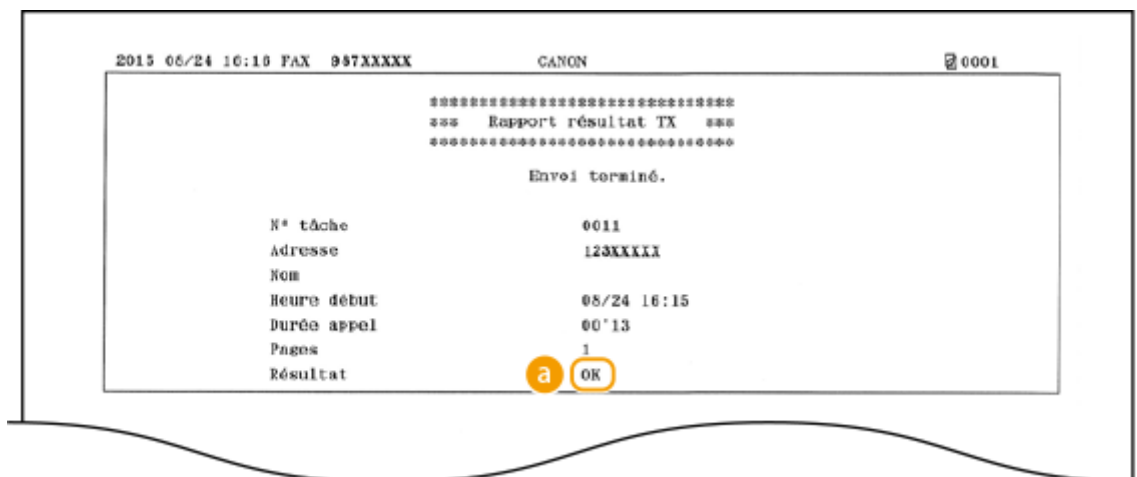 2015 08/24 16:16 FAX 987XXXXX CANON 0001
******************************
*** Rapport résultat TX ***
******************************
Envoi terminé.
N° tâche 0011
Adresse 123XXXXX
Nom
Heure début 08/24 16:15
Durée appel 00'13
Pages 1
Résultat a OK